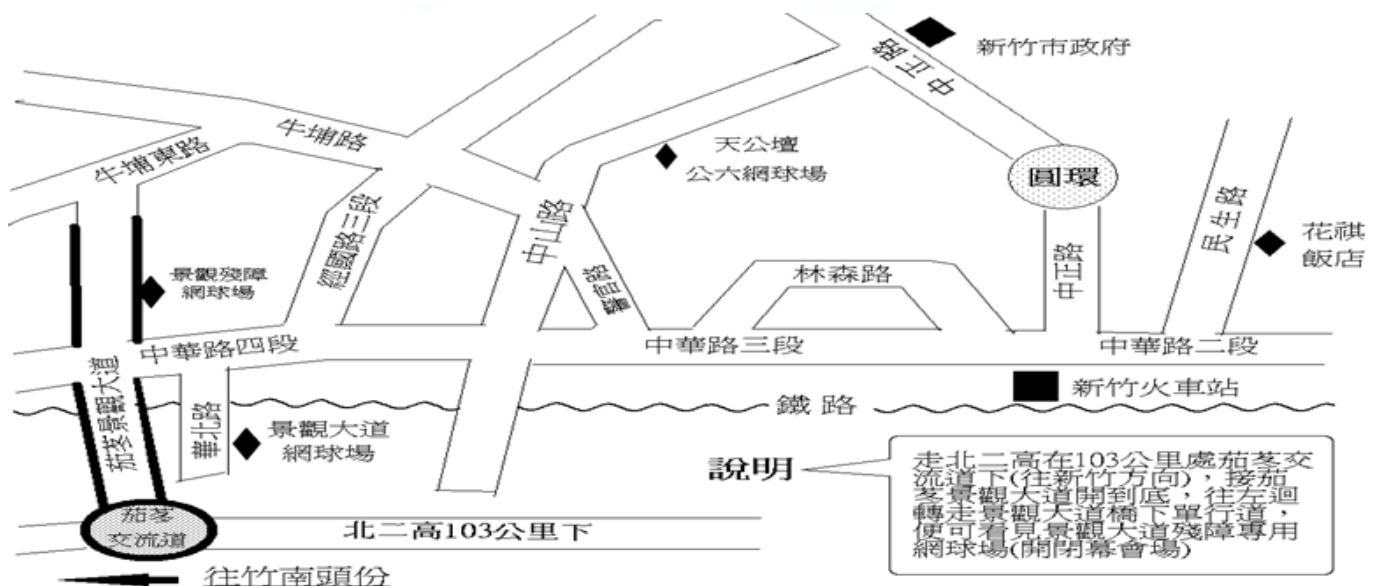 新竹市政府
中正路
牛埔路
天公壇
公六網球場
牛埔東路
圓環
經國路三段
中山路
民生路
花祺
飯店
景觀殘障
網球場
醫官路
林森路
中正路
中華路四段
中華路三段
中華路二段
茄苳景觀大道
新竹火車站
鐵路
華北路
景觀大道
網球場
說明
走北二高在103公里處茄苳交
流道下(往新竹方向)，接茄
苳景觀大道開到底，往左迴
轉走景觀大道橋下單行道，
便可看見景觀大道殘障專用
網球場(開閉幕會場)
茄苳
交流道
北二高103公里下
往竹南頭份